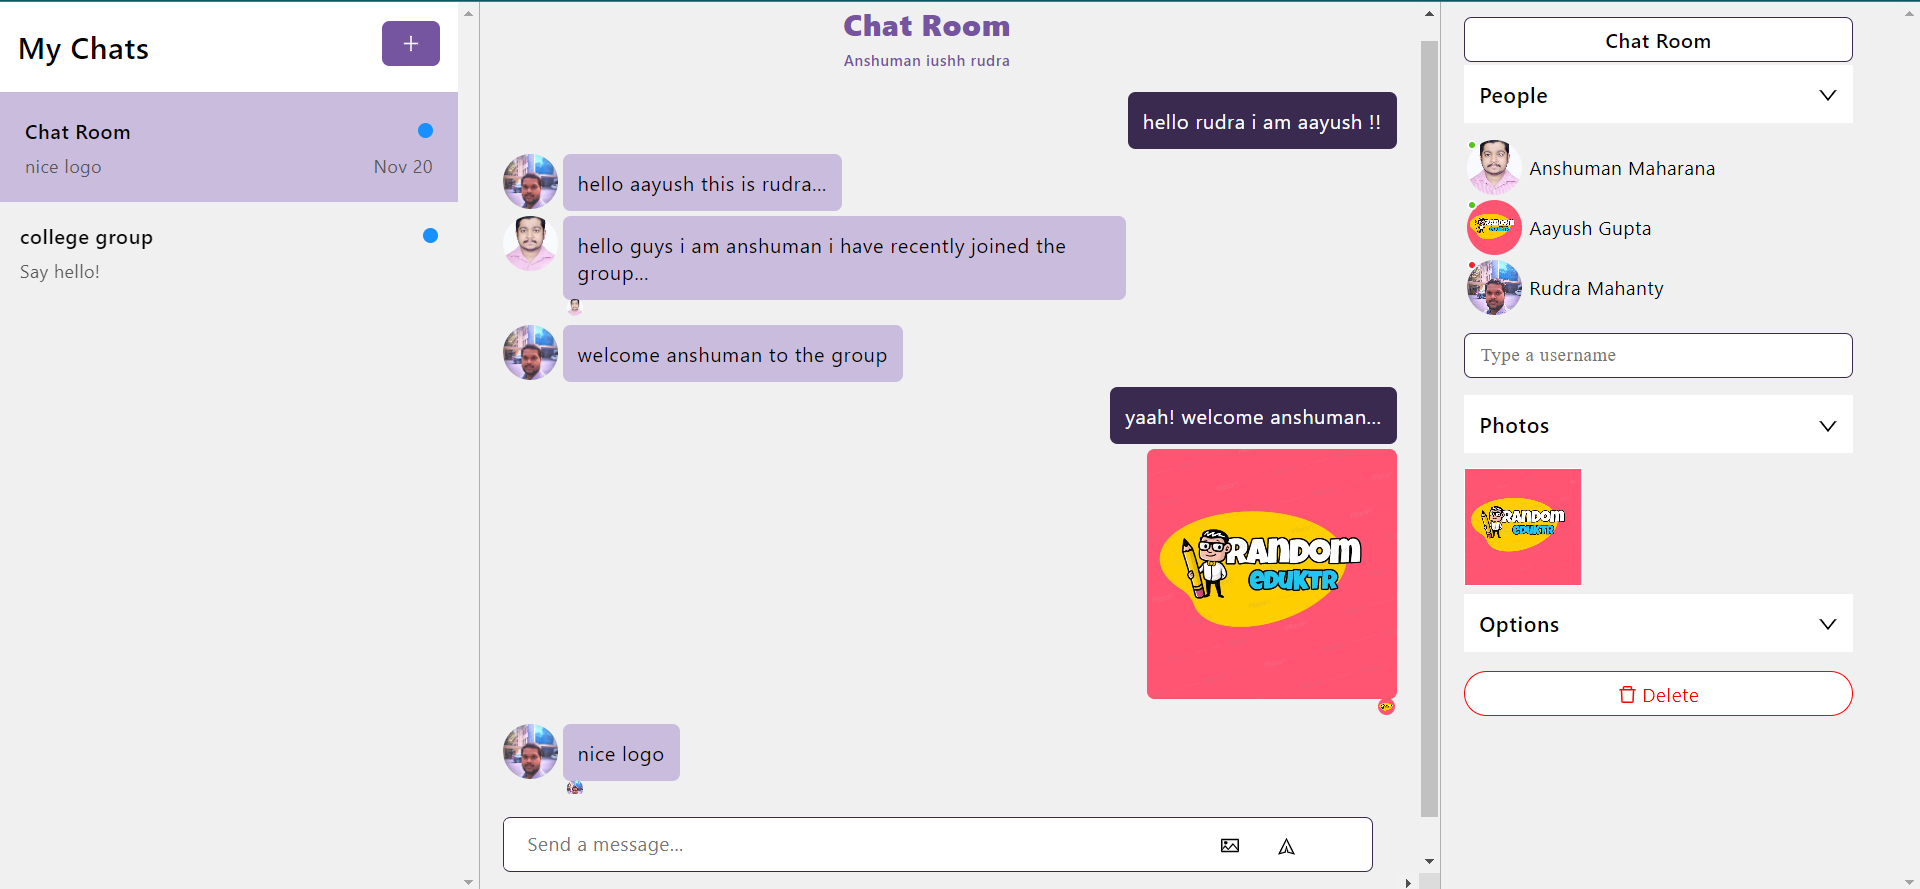 My Chats
+
Chat Room
nice logo
Nov 20
college group
Say hello!
Chat Room
Anshuman iushh rudra
hello rudra i am aayush !!
hello aayush this is rudra...
hello guys i am anshuman i have recently joined the
group...
welcome anshuman to the group
yaah! welcome anshuman...
RANDOM
eDUKTR
nice logo
Send a message...
Chat Room
People
Anshuman Maharana
Aayush Gupta
Rudra Mahanty
Type a username
Photos
RANDOM
eDUKTR
Options
Delete